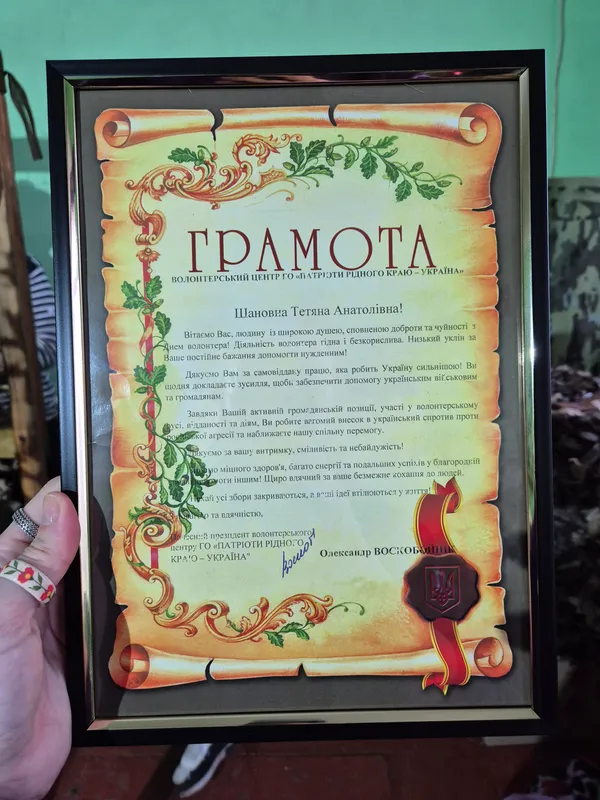 ГРАМОТА
ВОЛОНТЕРСЬКИЙ ЦЕНТР ГО «ПАТРІОТИ РІДНОГО КРАЮ – УКРАЇНА»
Шановна Тетяна Анатолівна!
Вітаємо Вас, людину із широкою душею, сповненою доброти та чуйності з
Днем волонтера! Діяльність волонтера гідна і безкорислива. Низький уклін за
Ваше постійне бажання допомогти нужденним!
Дякуємо Вам за самовіддану працю, яка робить Україну сильнішою! Ви
щодня докладаєте зусилля, щоб забезпечити допомогу українським військовим
та громадянам.
Завдяки Вашій активній громадянській позиції, участі у волонтерському
русі, відданості та діям, Ви робите вагомий внесок в український спротив проти
агресії та наближаєте нашу спільну перемогу.
Дякуємо за вашу витримку, сміливість та небайдужість!
міцного здоров'я, багато енергії та подальших успіхів у благородній
іншим! Щиро вдячний за ваше безмежне кохання до людей.
усі збори закриваються, а ваші ідеї втілюються у життя!
та вдячністю,
президент волонтерського
центру ГО «ПАТРІОТИ РІДНОГО
КРАЮ – УКРАЇНА"
Олександр ВОСКОБОЙНИК